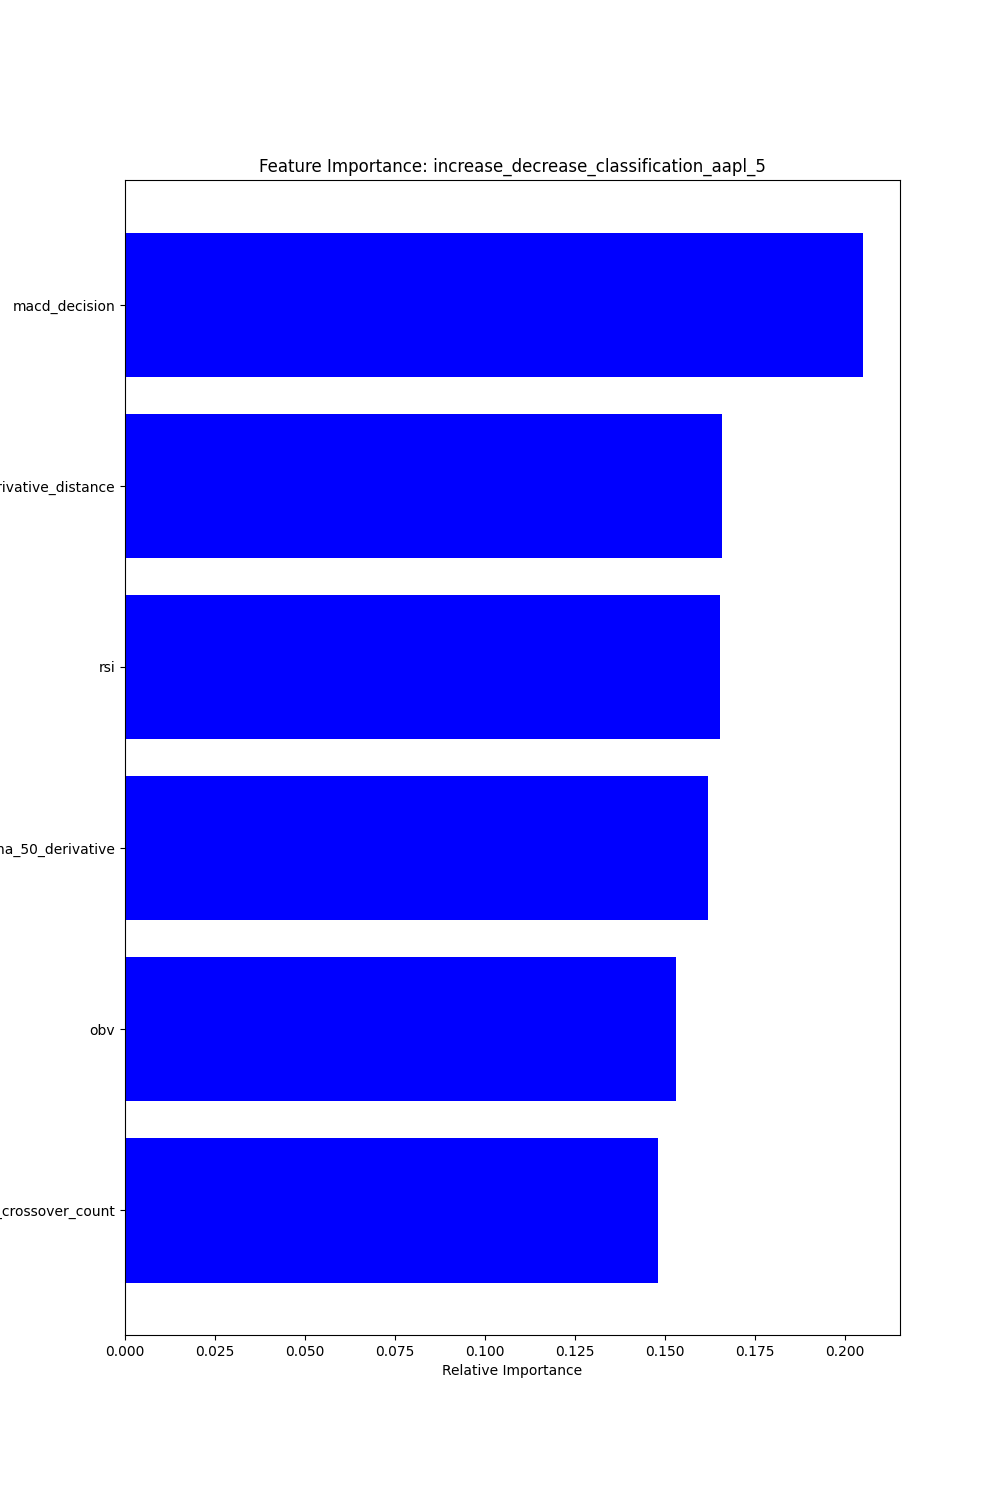 Feature Importance: increase_decrease_classification_aapl_5
macd_decision
rivative_distance
rsi
na_50_derivative
obv
_crossover_count
0.000 0.025 0.050 0.075 0.100 0.125 0.150 0.175 0.200
Relative Importance